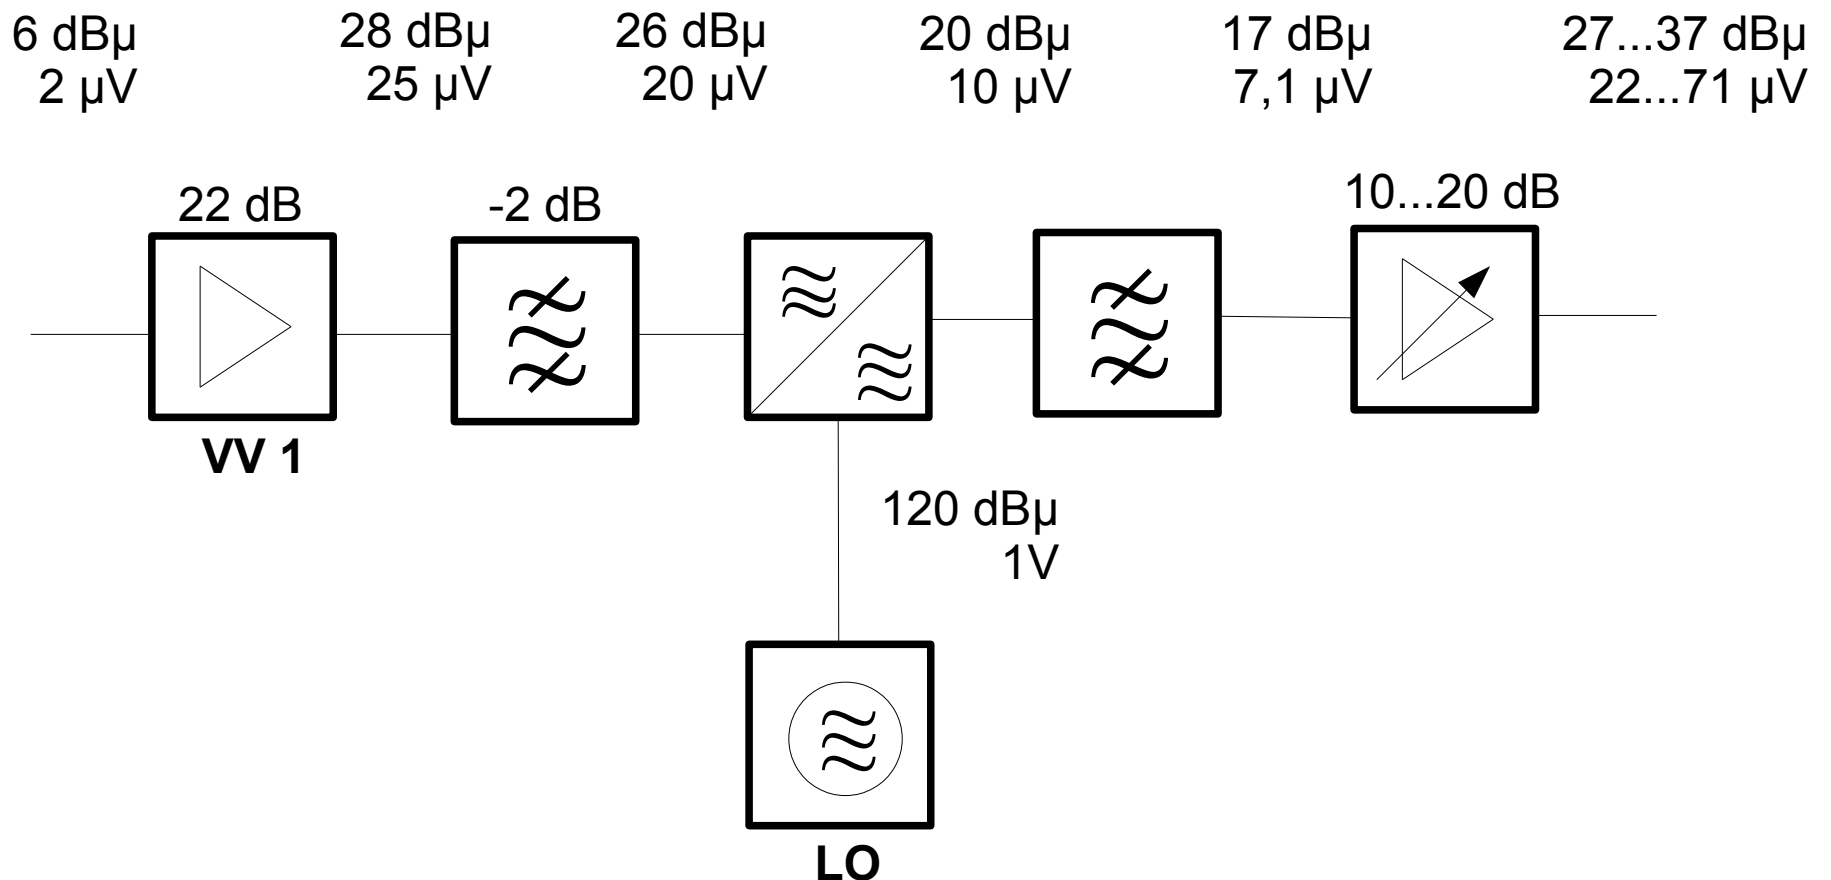 6 dBµ
2 µV
28 dBµ
25 µV
26 dBµ
20 µV
20 dBµ
10 µV
17 dBµ
7,1 µV
27...37 dBµ
22...71 µV
22 dB
-2 dB
10...20 dB
VV 1
120 dBµ
1V
LO